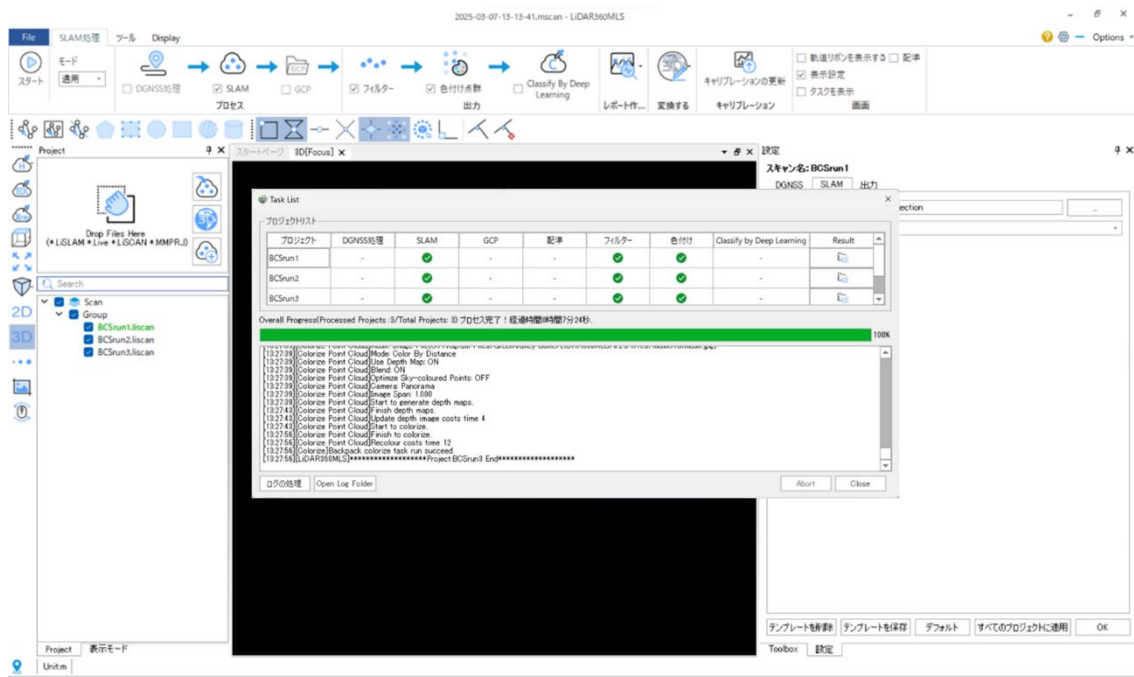 2025-03-07-13-13-41.mscan - LiDAR360MLS
File SLAM処理 ツール Display Options
スタート
モード
適用
DGNSS処理
SLAM
GCP
プロセス
フィルター
色付け点群
Classify By Deep Learning
出力
レポート作...
変換する
キャリブレーションの更新
キャリブレーション
軌道リボンを表示する 配準
表示設定
タスクを表示
画面
Project
Drop Files Here
(*.LiSLAM *.Live *.LiSCAN *.MMPRJ)
Search
Scan
Group
BCSrun1.liscan
BCSrun2.liscan
BCSrun3.liscan
2D
3D
Project 表示モード
Unit:m
スタートページ 3D[Focus]
Task List
プロジェクトリスト
プロジェクト DGNSS処理 SLAM GCP 配準 フィルター 色付け Classify by Deep Learning Result
BCSrun1 - - - -
BCSrun2 - - - -
BCSrun3 - - - -
Overall Progress(Processed Projects :3/Total Projects: 3) プロセス完了！経過時間0時間7分24秒.
100%
[13:27:39][Colorize Point Cloud]Mode: Color By Distance
[13:27:39][Colorize Point Cloud]Use Depth Map: ON
[13:27:39][Colorize Point Cloud]Blend: ON
[13:27:39][Colorize Point Cloud]Optimize Sky-coloured Points: OFF
[13:27:39][Colorize Point Cloud]Camera: Panorama
[13:27:39][Colorize Point Cloud]Image Span: 1.000
[13:27:39][Colorize Point Cloud]Start to generate depth maps.
[13:27:43][Colorize Point Cloud]Finish depth maps.
[13:27:43][Colorize Point Cloud]Update depth image costs time 4
[13:27:43][Colorize Point Cloud]Start to colorize.
[13:27:56][Colorize Point Cloud]Finish to colorize.
[13:27:56][Colorize Point Cloud]Recolour costs time 12
[13:27:56][Colorize]Backpack colorize task run succeed.
[13:27:56][LiDAR360MLS]********************Project:BCSrun3 End********************
ログの処理 Open Log Folder Abort Close
設定
スキャン名: BCSrun1
DGNSS SLAM 出力
ection
..
テンプレートを削除 テンプレートを保存 デフォルト すべてのプロジェクトに適用 OK
Toolbox 設定